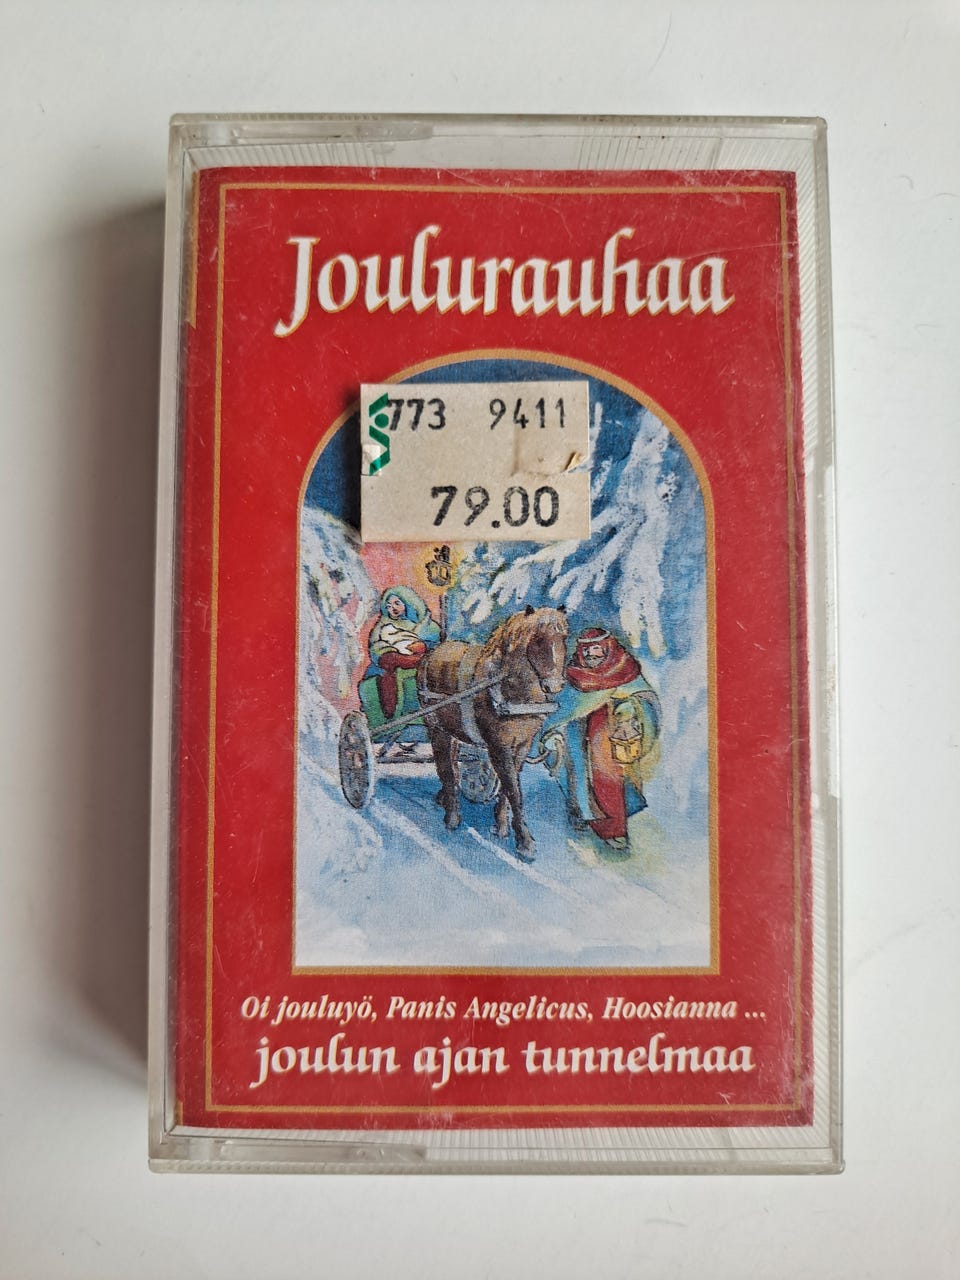 Joulurauhaa
773 9411
79.00
Oi jouluyö, Panis Angelicus, Hoosianna ...
joulun ajan tunnelmaa